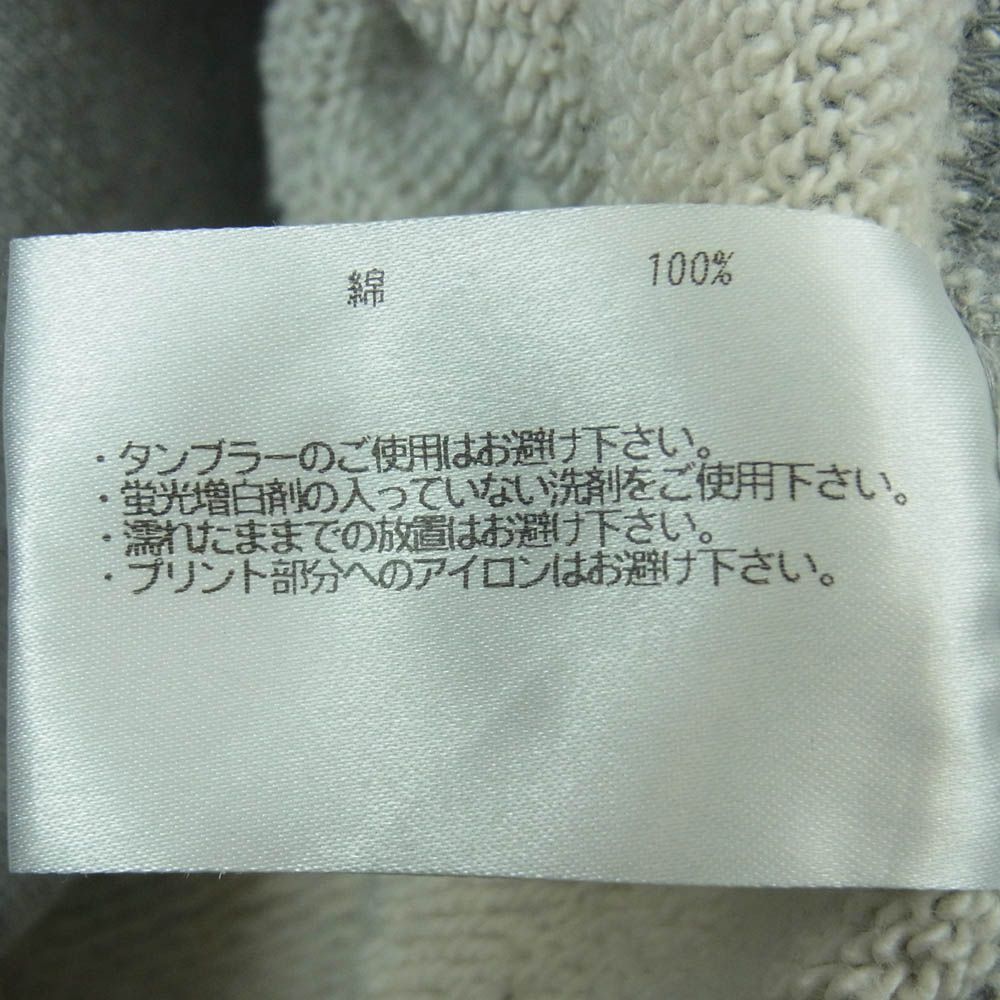 綿 100%
・タンブラーのご使用はお避け下さい。
・蛍光増白剤の入っていない洗剤をご使用下さい。
・濡れたままでの放置はお避け下さい。
・プリント部分へのアイロンはお避け下さい。